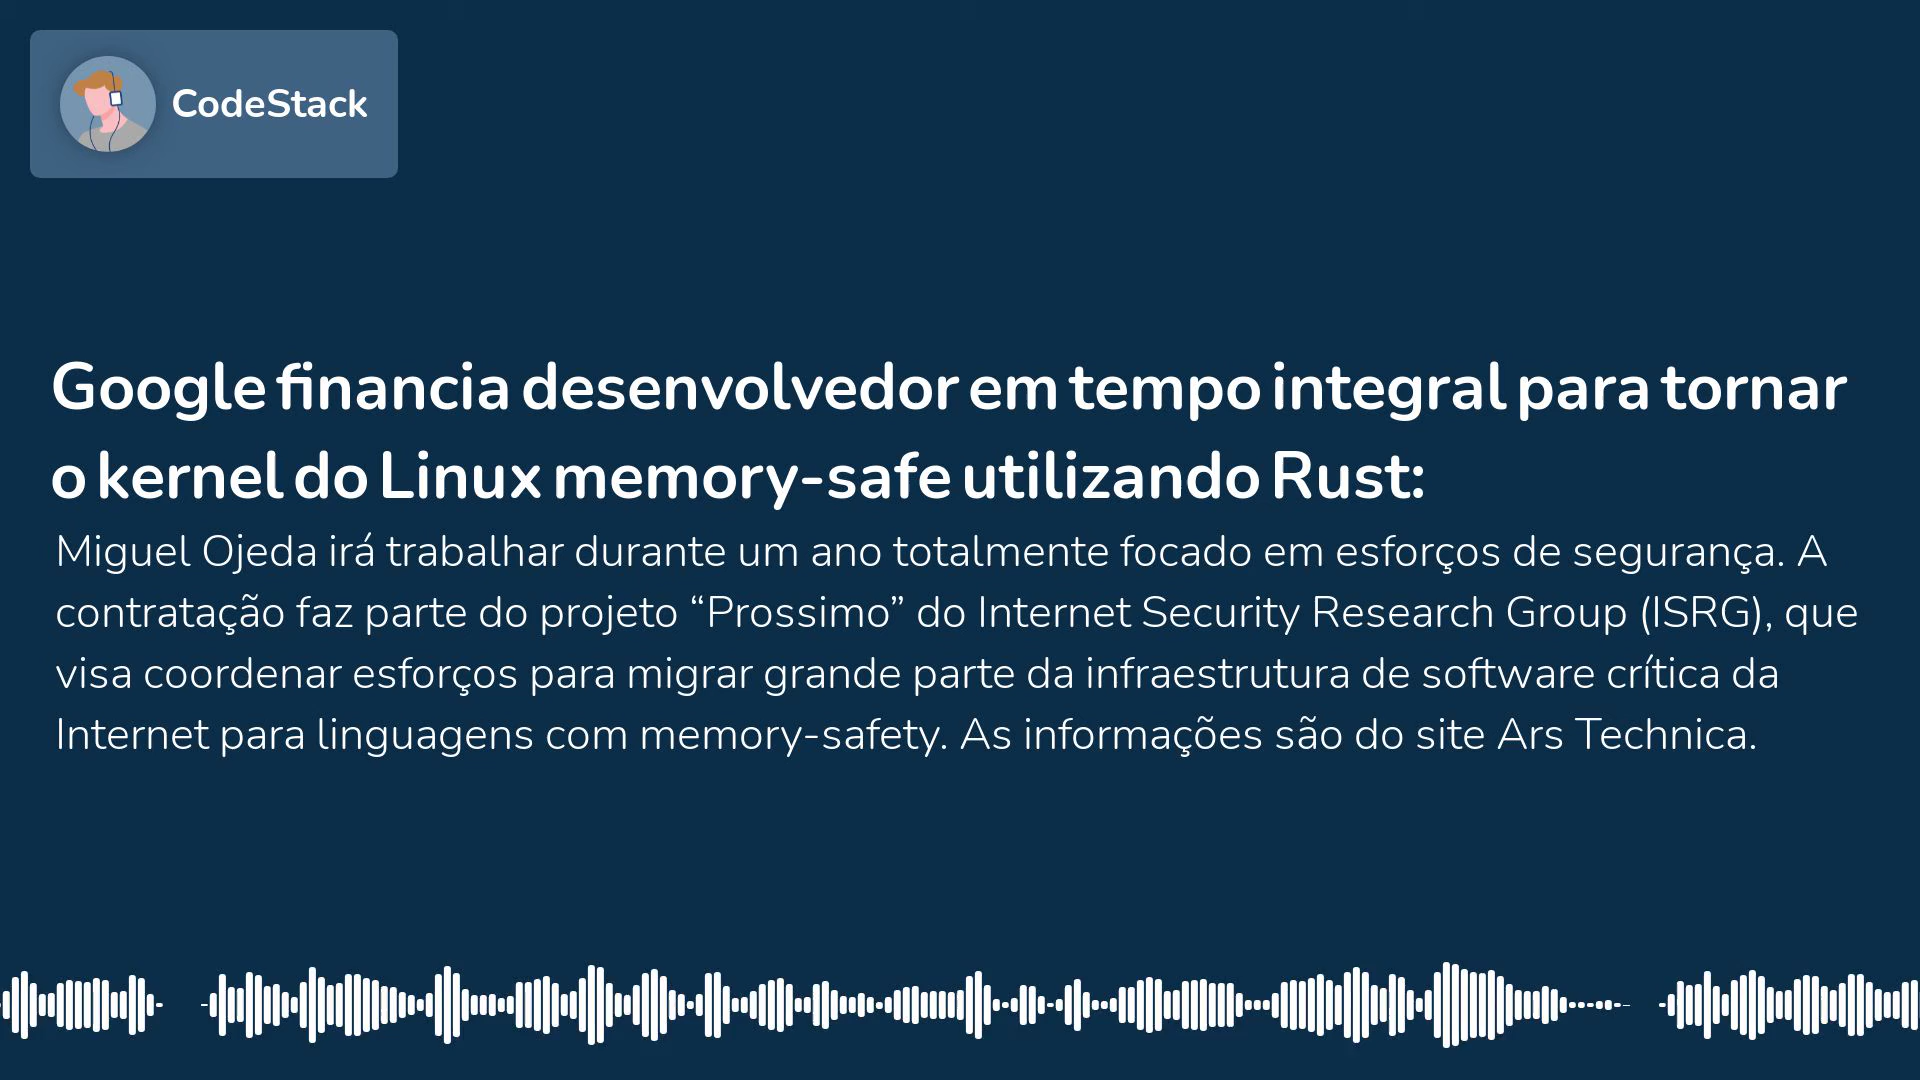 CodeStack
Google financia desenvolvedor em tempo integral para tornar
o kernel do Linux memory-safe utilizando Rust:
Miguel Ojeda irá trabalhar durante um ano totalmente focado em esforços de segurança. A
contratação faz parte do projeto “Prossimo” do Internet Security Research Group (ISRG), que
visa coordenar esforços para migrar grande parte da infraestrutura de software crítica da
Internet para linguagens com memory-safety. As informações são do site Ars Technica.